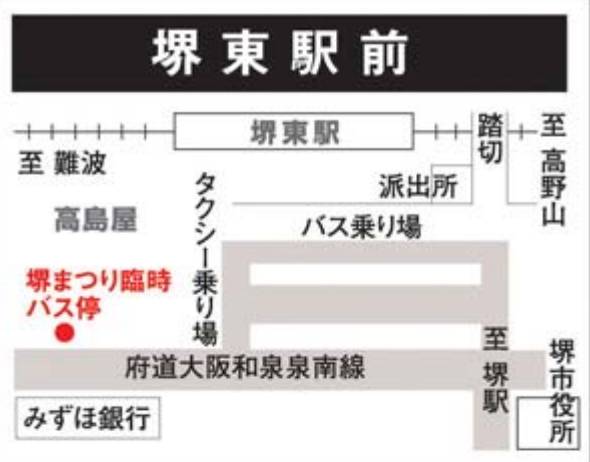 堺東駅前
堺東駅
踏切
至 高野山
至 難波
派出所
高島屋
タクシー乗り場
バス乗り場
堺まつり臨時
バス停
府道大阪和泉泉南線
至 堺駅
堺市役所
みずほ銀行